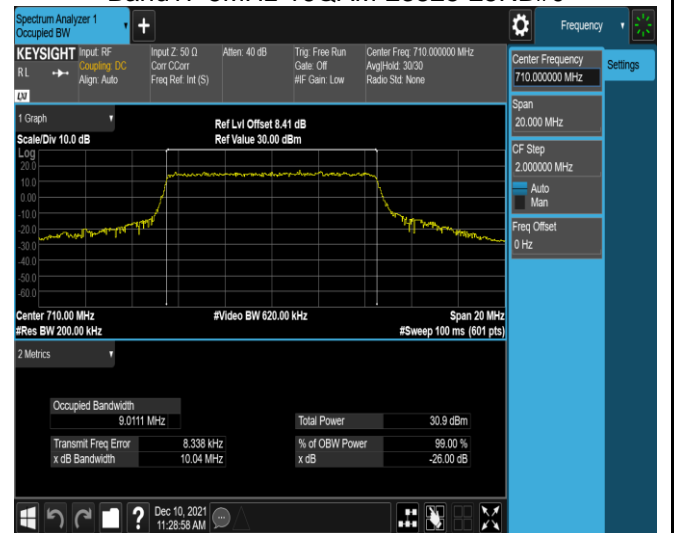 Spectrum Analyzer 1
Occupied BW
+
Frequency
KEYSIGHT
RL
LXI
Input: RF
Coupling: DC
Align: Auto
Input Z: 50 Ω
Corr CCorr
Freq Ref: Int (S)
Atten: 40 dB
Trig: Free Run
Gate: Off
#IF Gain: Low
Center Freq: 710.000000 MHz
Avg|Hold: 30/30
Radio Std: None
Center Frequency
710.000000 MHz
Settings
Span
20.000 MHz
CF Step
2.000000 MHz
Auto
Man
Freq Offset
0 Hz
1 Graph
Scale/Div 10.0 dB
Ref Lvl Offset 8.41 dB
Ref Value 30.00 dBm
Log
20.0
10.0
0.00
-10.0
-20.0
-30.0
-40.0
-50.0
-60.0
Center 710.00 MHz
#Video BW 620.00 kHz
Span 20 MHz
#Res BW 200.00 kHz
#Sweep 100 ms (601 pts)
2 Metrics
Occupied Bandwidth
9.0111 MHz
Total Power 30.9 dBm
Transmit Freq Error 8.338 kHz
% of OBW Power 99.00 %
x dB Bandwidth 10.04 MHz
x dB -26.00 dB
?
Dec 10, 2021
11:28:58 AM